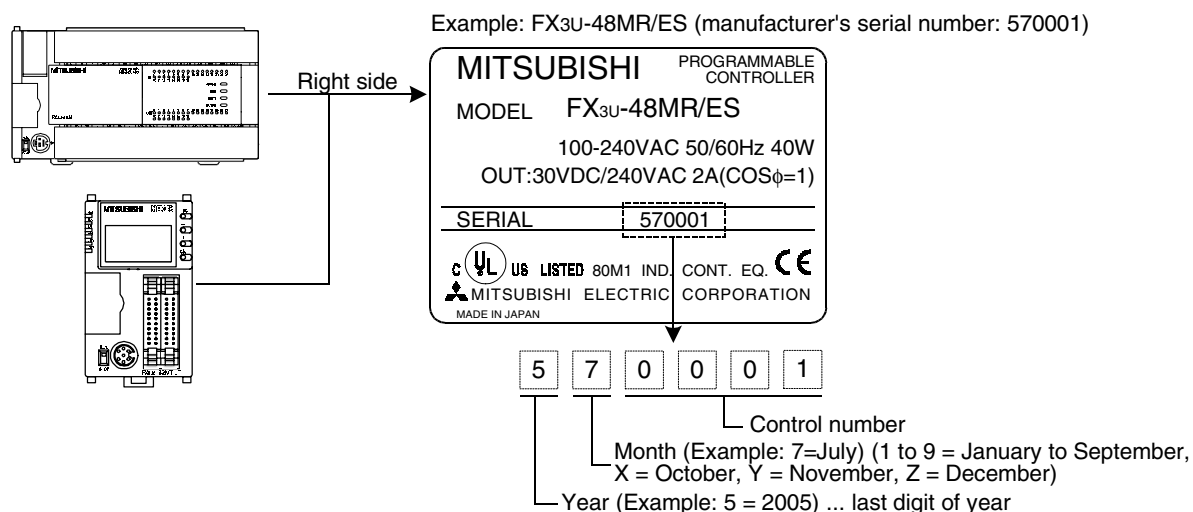 Example: FX3U-48MR/ES (manufacturer's serial number: 570001)
MITSUBISHI
Right side
MITSUBISHI PROGRAMMABLE CONTROLLER
MODEL FX3U-48MR/ES
100-240VAC 50/60Hz 40W
OUT:30VDC/240VAC 2A(COSϕ=1)
SERIAL 570001
C UL US LISTED 80M1 IND. CONT. EQ. CE
MITSUBISHI ELECTRIC CORPORATION
MADE IN JAPAN
MITSUBISHI
5 7 0 0 0 1
Control number
Month (Example: 7=July) (1 to 9 = January to September,
X = October, Y = November, Z = December)
Year (Example: 5 = 2005) ... last digit of year